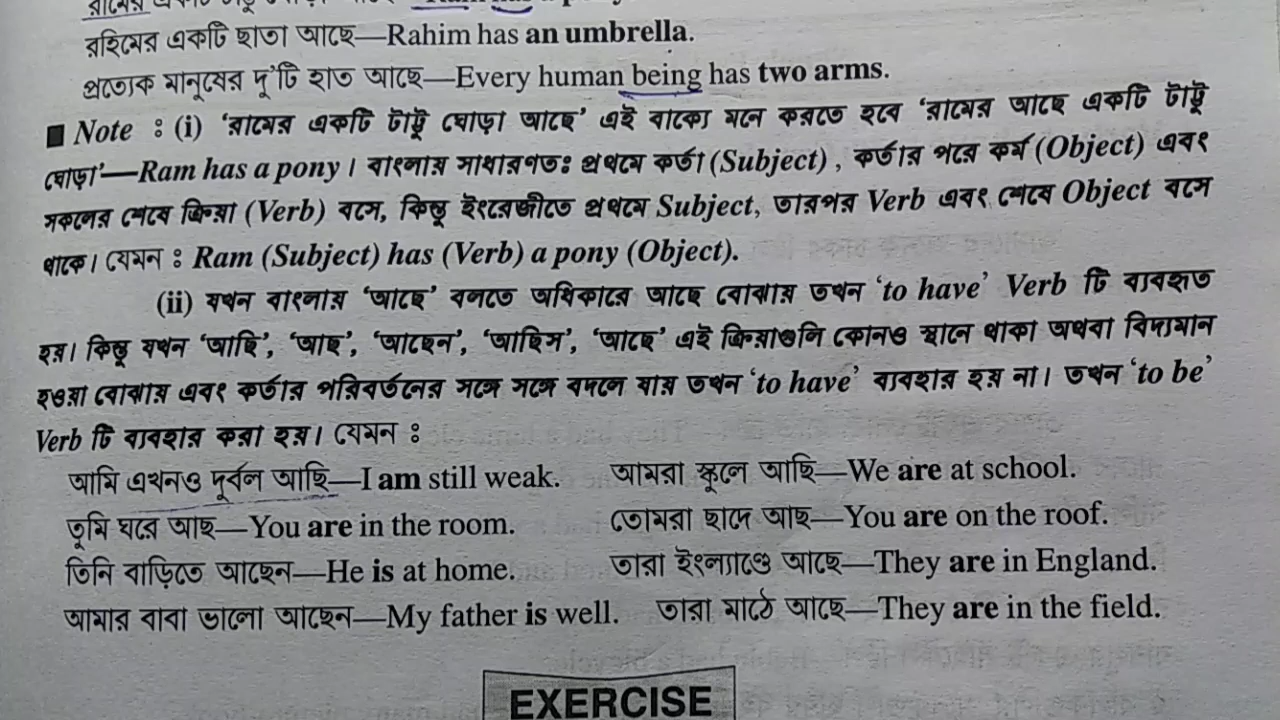 রহিমের একটি ছাতা আছে—Rahim has an umbrella.
প্রত্যেক মানুষের দু'টি হাত আছে—Every human being has two arms.
■ Note : (i) 'রামের একটি টাট্টু ঘোড়া আছে' এই বাক্যে মনে করতে হবে 'রামের আছে একটি টাট্টু
ঘোড়া'—Ram has a pony। বাংলায় সাধারণতঃ প্রথমে কর্তা (Subject), কর্তার পরে কর্ম (Object) এবং
সকলের শেষে ক্রিয়া (Verb) বসে, কিন্তু ইংরেজীতে প্রথমে Subject, তারপর Verb এবং শেষে Object বসে
থাকে। যেমন : Ram (Subject) has (Verb) a pony (Object).
(ii) যখন বাংলায় 'আছে' বলতে অধিকারে আছে বোঝায় তখন 'to have' Verb টি ব্যবহৃত
হয়। কিন্তু যখন 'আছি', 'আছ', 'আছেন', 'আছিস', 'আছে' এই ক্রিয়াগুলি কোনও স্থানে থাকা অথবা বিদ্যমান
হওয়া বোঝায় এবং কর্তার পরিবর্তনের সঙ্গে সঙ্গে বদলে যায় তখন 'to have' ব্যবহার হয় না। তখন 'to be'
Verb টি ব্যবহার করা হয়। যেমন :
আমি এখনও দুর্বল আছি—I am still weak. আমরা স্কুলে আছি—We are at school.
তুমি ঘরে আছ—You are in the room. তোমরা ছাদে আছ—You are on the roof.
তিনি বাড়িতে আছেন—He is at home. তারা ইংল্যাণ্ডে আছে—They are in England.
আমার বাবা ভালো আছেন—My father is well. তারা মাঠে আছে—They are in the field.
EXERCISE